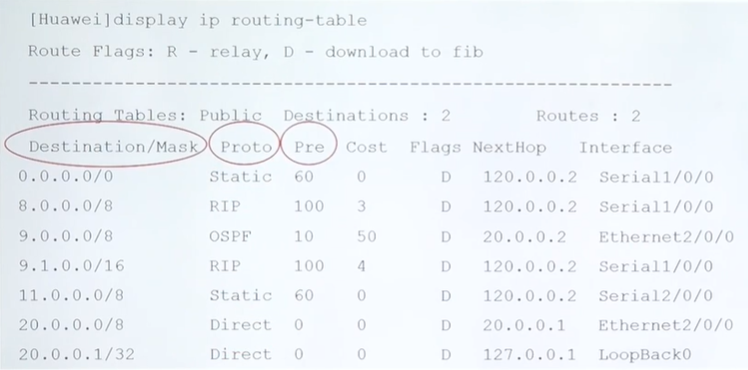 [Huawei]display ip routing-table
Route Flags: R - relay, D - download to fib
------------------------------------------------------------------------
Routing Tables: Public  Destinations : 2  Routes : 2
Destination/Mask  Proto  Pre  Cost  Flags  NextHop  Interface
0.0.0.0/0  Static  60  0  D  120.0.0.2  Serial1/0/0
8.0.0.0/8  RIP  100  3  D  120.0.0.2  Serial1/0/0
9.0.0.0/8  OSPF  10  50  D  20.0.0.2  Ethernet2/0/0
9.1.0.0/16  RIP  100  4  D  120.0.0.2  Serial1/0/0
11.0.0.0/8  Static  60  0  D  120.0.0.2  Serial2/0/0
20.0.0.0/8  Direct  0  0  D  20.0.0.1  Ethernet2/0/0
20.0.0.1/32  Direct  0  0  D  127.0.0.1  LoopBack0